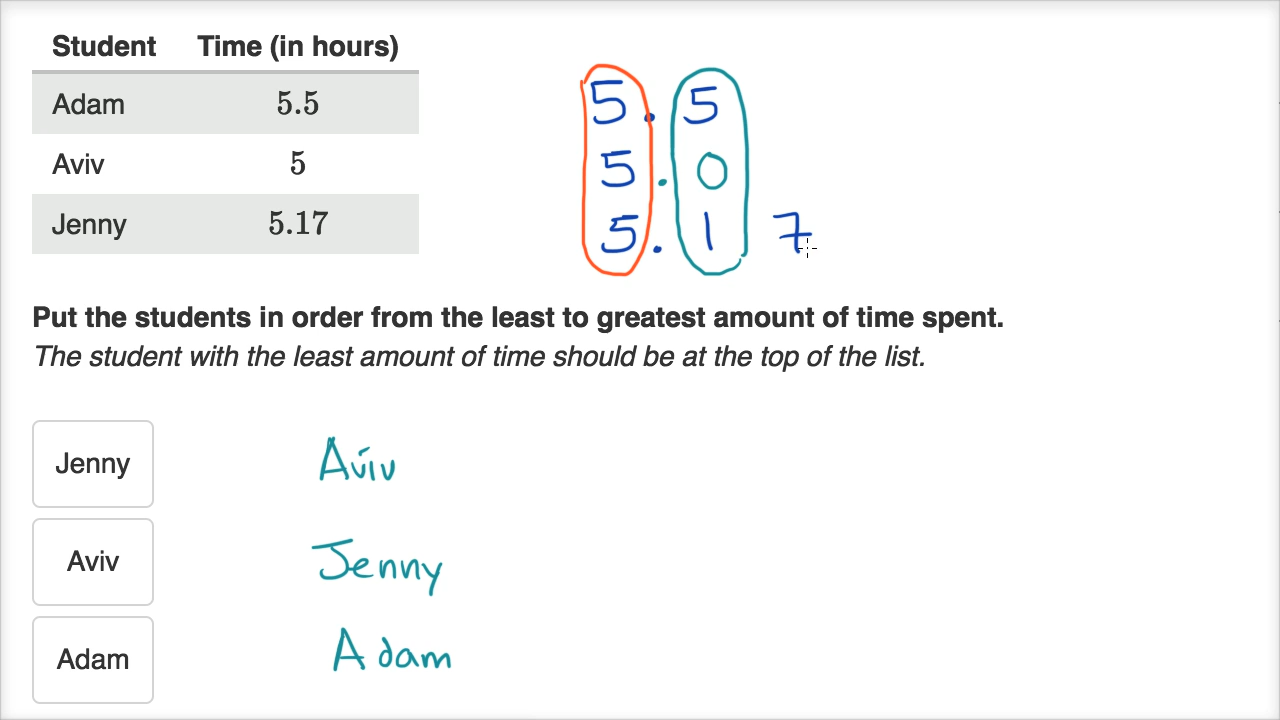 Student Time (in hours)
Adam 5.5
Aviv 5
Jenny 5.17
5.5
5.0
5.17
Put the students in order from the least to greatest amount of time spent.
The student with the least amount of time should be at the top of the list.
Jenny
Aviv
Adam
Aviv
Jenny
Adam